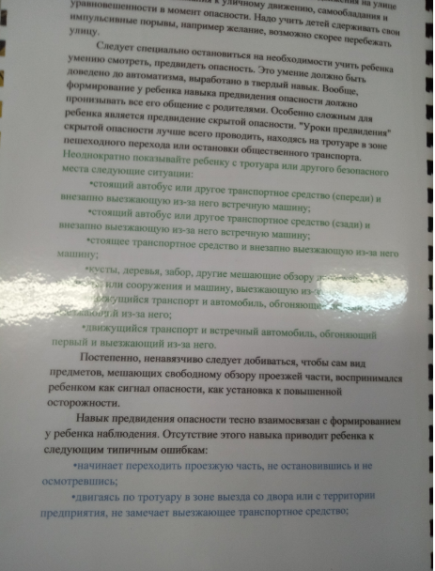 к уличному движению, самообладания и
уравновешенности в момент опасности. Надо учить детей сдерживать свои
импульсивные порывы, например желание, возможно скорее перебежать
улицу.
Следует специально остановиться на необходимости учить ребенка
умению смотреть, предвидеть опасность. Это умение должно быть
доведено до автоматизма, выработано в твердый навык. Вообще,
формирование у ребенка навыка предвидения опасности должно
пронизывать все его общение с родителями. Особенно сложным для
ребенка является предвидение скрытой опасности. "Уроки предвидения"
скрытой опасности лучше всего проводить, находясь на тротуаре в зоне
пешеходного перехода или остановки общественного транспорта.
Неоднократно показывайте ребенку с тротуара или другого безопасного
места следующие ситуации:
•стоящий автобус или другое транспортное средство (спереди) и
внезапно выезжающую из-за него встречную машину;
•стоящий автобус или другое транспортное средство (сзади) и
внезапно выезжающую из-за него встречную машину;
•стоящее транспортное средство и внезапно выезжающую из-за него
машину;
•кусты, деревья, забор, другие мешающие обзору
или сооружения и машину, выезжающую из-
транспорт и автомобиль,
из-за него;
•движущийся транспорт и встречный автомобиль, обгоняющий
первый и выезжающий из-за него.
Постепенно, ненавязчиво следует добиваться, чтобы сам вид
предметов, мешающих свободному обзору проезжей части, воспринимался
ребенком как сигнал опасности, как установка к повышенной
осторожности.
Навык предвидения опасности тесно взаимосвязан с формированием
у ребенка наблюдения. Отсутствие этого навыка приводит ребенка к
следующим типичным ошибкам:
•начинает переходить проезжую часть, не остановившись и не
осмотревшись;
•двигаясь по тротуару в зоне выезда со двора или с территории
предприятия, не замечает выезжающее транспортное средство;